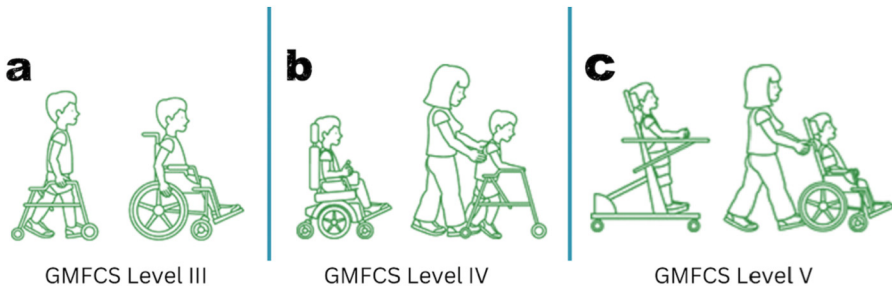 a
b
c
GMFCS Level III
GMFCS Level IV
GMFCS Level V